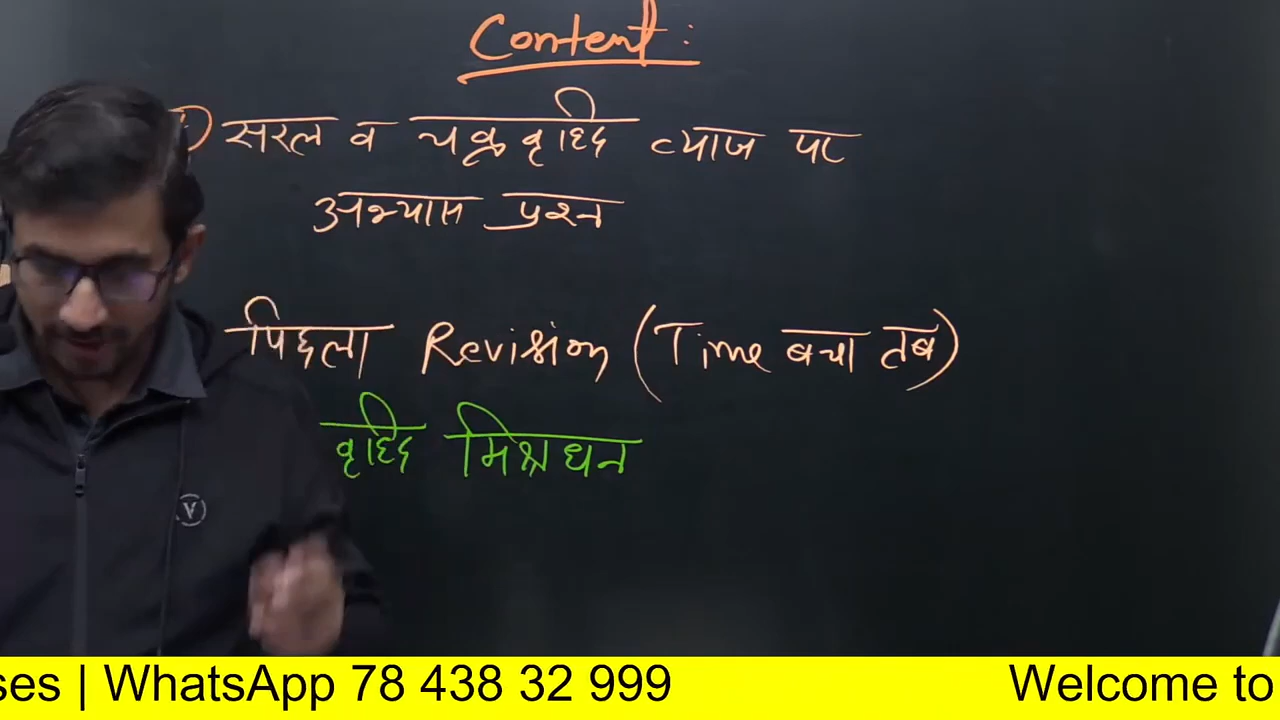 Content :
1) सरल व चक्रवृद्धि ब्याज पर
अभ्यास प्रश्न
पिछला Revision (Time बचा तब)
वृद्धि मिश्रधन
V
ses | WhatsApp 78 438 32 999 Welcome to